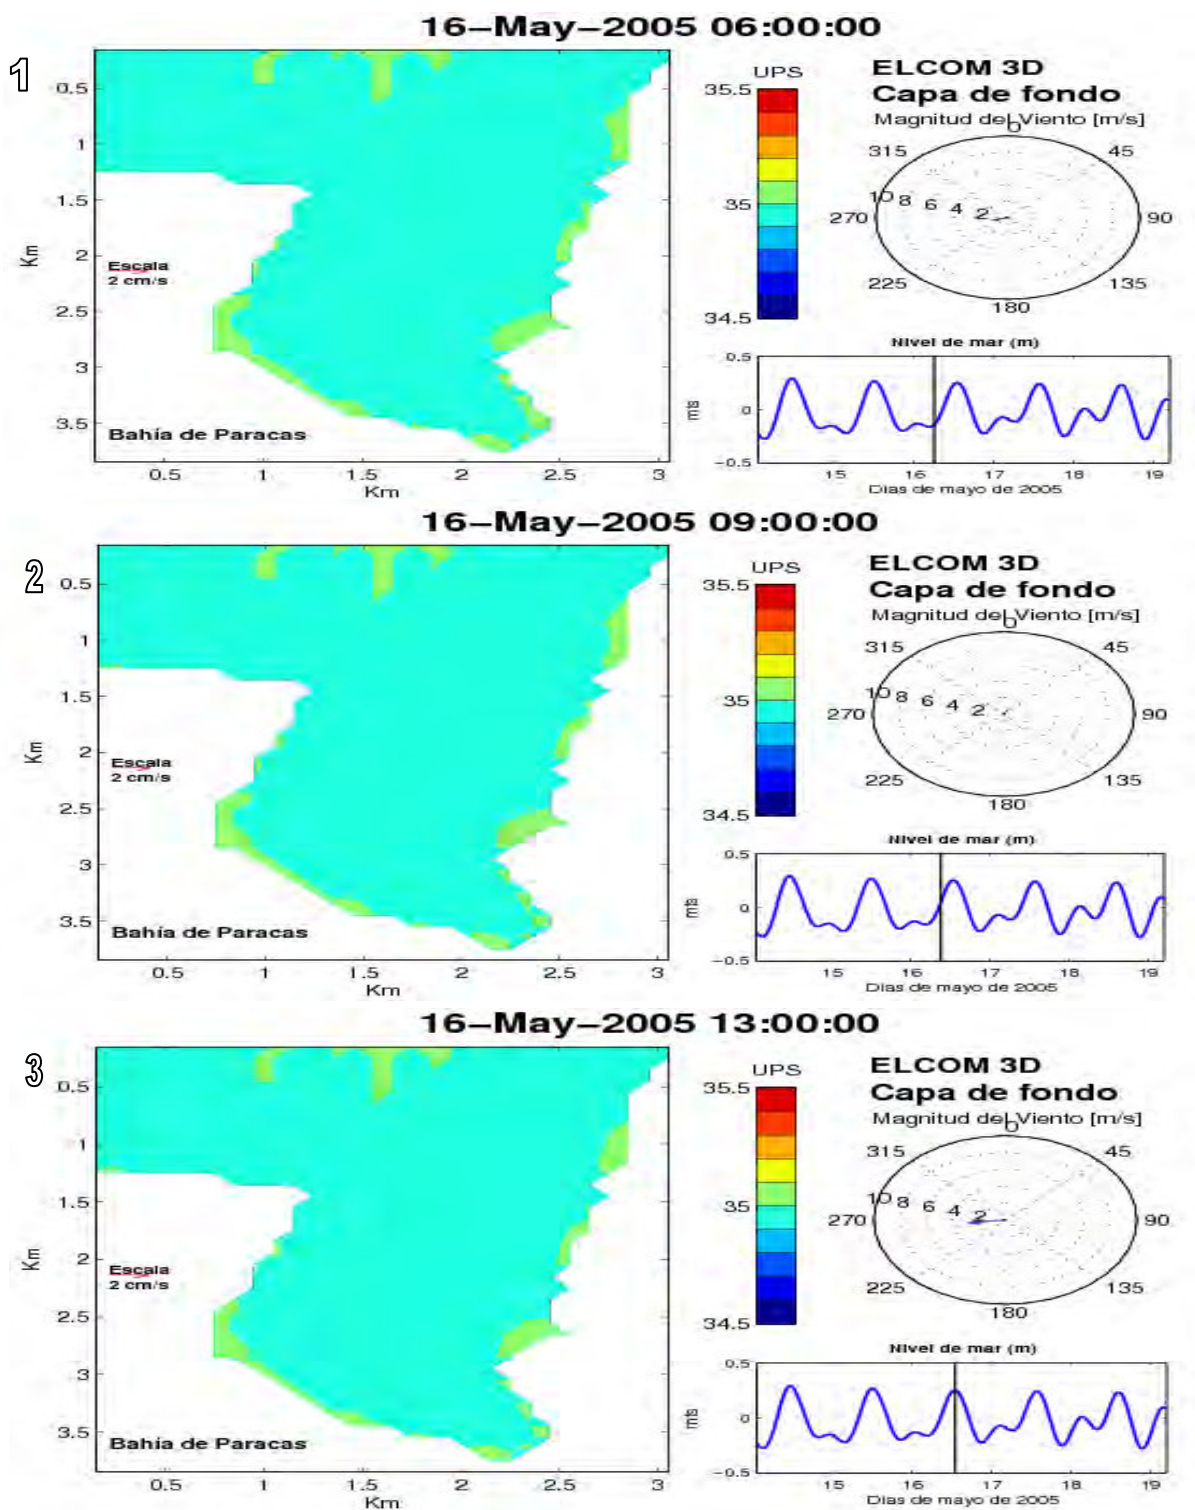 16-May-2005 06:00:00
1
UPS
ELCOM 3D
Capa de fondo
Magnitud del Viento [m/s]
35.5
35
34.5
0
315
45
10 8 6 4 2
270
90
225
135
180
0.5
1
1.5
2
2.5
3
3.5
Km
Escala
2 cm/s
Bahía de Paracas
0.5 1 1.5 2 2.5 3
Km
Nivel de mar (m)
0.5
0
-0.5
mts
15 16 17 18 19
Días de mayo de 2005
16-May-2005 09:00:00
2
UPS
ELCOM 3D
Capa de fondo
Magnitud del Viento [m/s]
35.5
35
34.5
0
315
45
10 8 6 4 2
270
90
225
135
180
0.5
1
1.5
2
2.5
3
3.5
Km
Escala
2 cm/s
Bahía de Paracas
0.5 1 1.5 2 2.5 3
Km
Nivel de mar (m)
0.5
0
-0.5
mts
15 16 17 18 19
Días de mayo de 2005
16-May-2005 13:00:00
3
UPS
ELCOM 3D
Capa de fondo
Magnitud del Viento [m/s]
35.5
35
34.5
0
315
45
10 8 6 4 2
270
90
225
135
180
0.5
1
1.5
2
2.5
3
3.5
Km
Escala
2 cm/s
Bahía de Paracas
0.5 1 1.5 2 2.5 3
Km
Nivel de mar (m)
0.5
0
-0.5
mts
15 16 17 18 19
Días de mayo de 2005